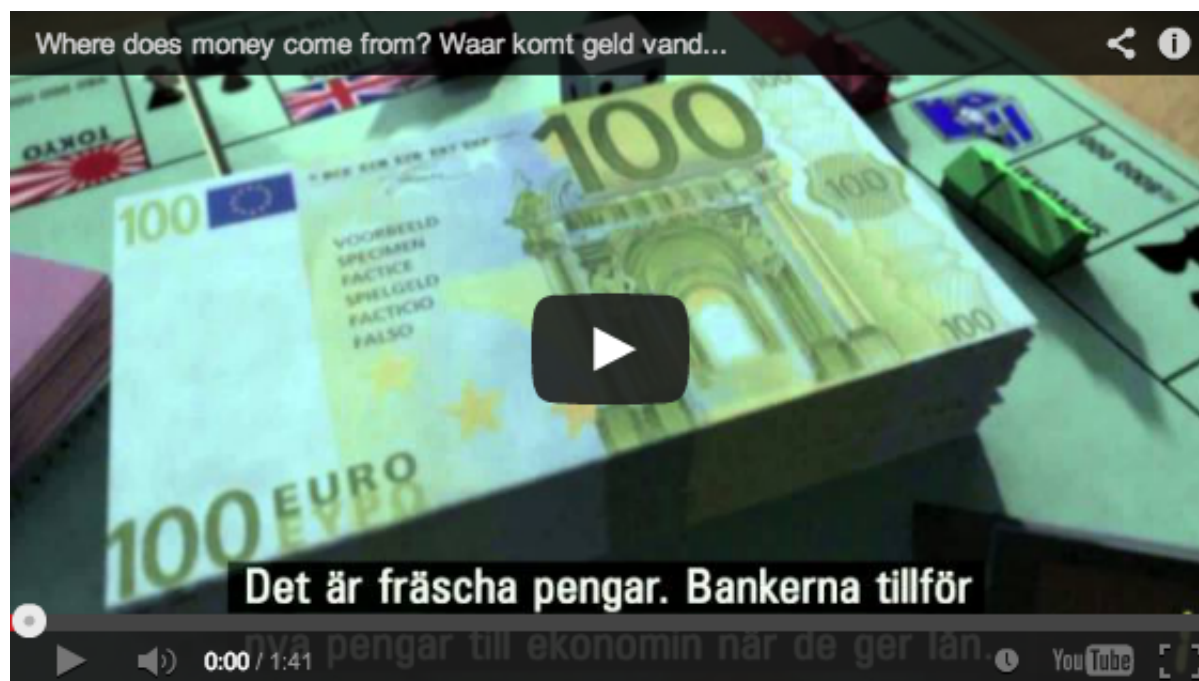 Where does money come from? Waar komt geld vand...
TOKYO
100
100
100
VOORBEELD
SPECIMEN
FACTICE
SPIELGELD
FACTICIO
FALSO
100
100 EURO
ΕΥΡΩ
Det är fräscha pengar. Bankerna tillför
nya pengar till ekonomin när de ger lån.
0:00 / 1:41
YouTube